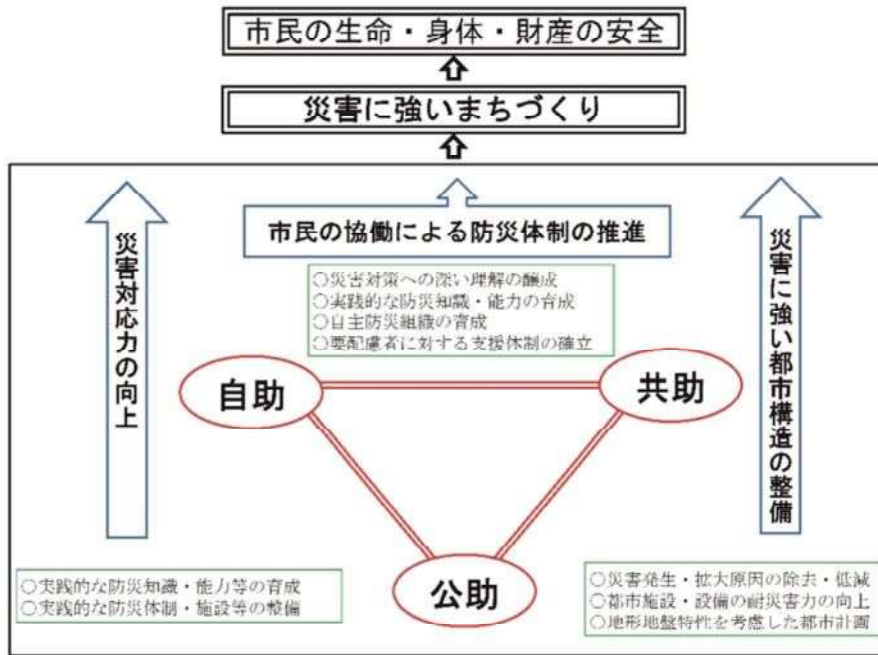 市民の生命・身体・財産の安全
災害に強いまちづくり
災害対応力の向上
市民の協働による防災体制の推進
災害に強い都市構造の整備
○災害対策への深い理解の醸成
○実践的な防災知識・能力の育成
○自主防災組織の育成
○要配慮者に対する支援体制の確立
自助
共助
公助
○実践的な防災知識・能力等の育成
○実践的な防災体制・施設等の整備
○災害発生・拡大原因の除去・低減
○都市施設・設備の耐災害力の向上
○地形地盤特性を考慮した都市計画